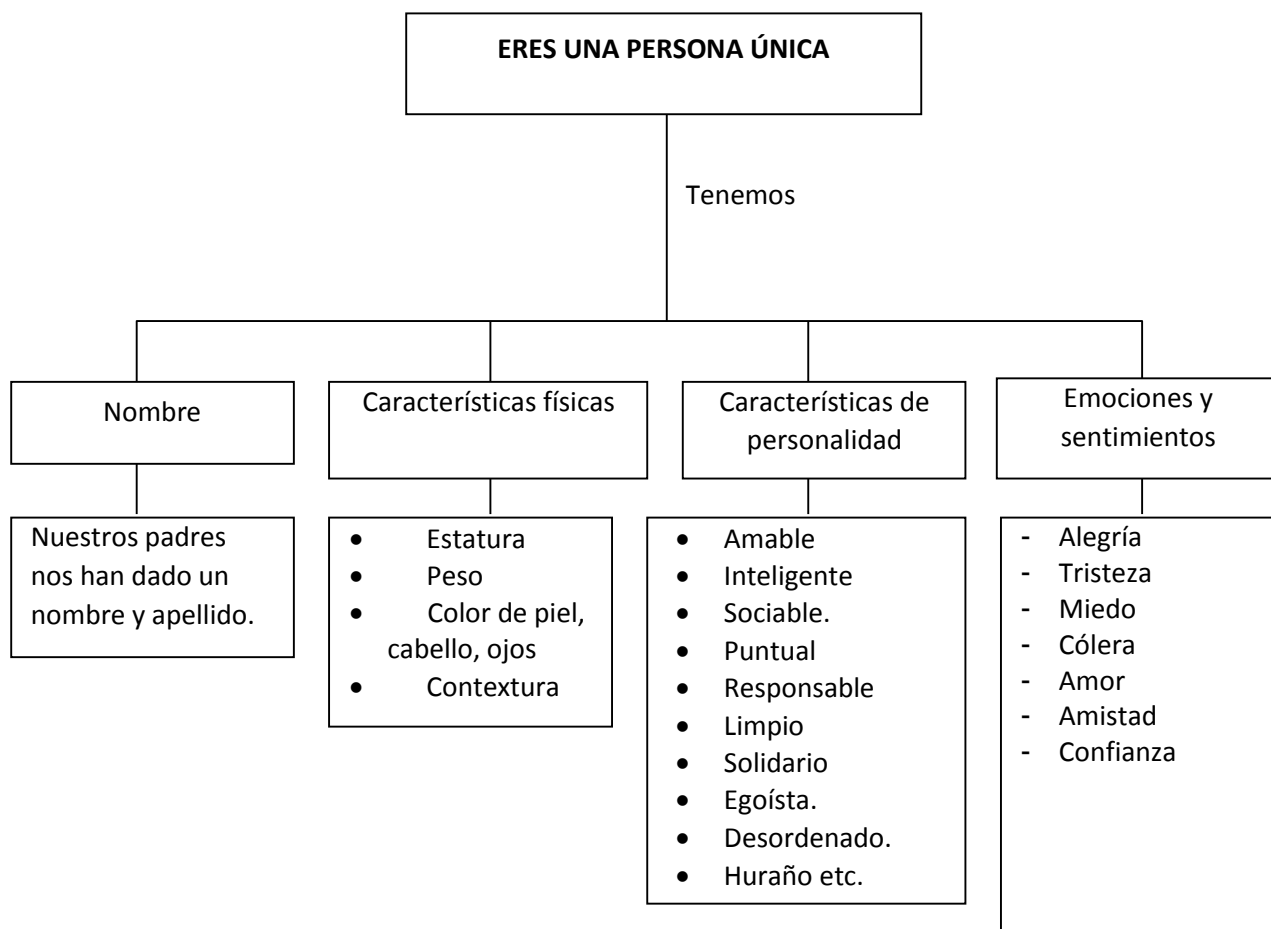 ERES UNA PERSONA ÚNICA
Tenemos
Nombre
Nuestros padres
nos han dado un
nombre y apellido.
Características físicas
• Estatura
• Peso
• Color de piel,
cabello, ojos
• Contextura
Características de
personalidad
• Amable
• Inteligente
• Sociable.
• Puntual
• Responsable
• Limpio
• Solidario
• Egoísta.
• Desordenado.
• Huraño etc.
Emociones y
sentimientos
- Alegría
- Tristeza
- Miedo
- Cólera
- Amor
- Amistad
- Confianza